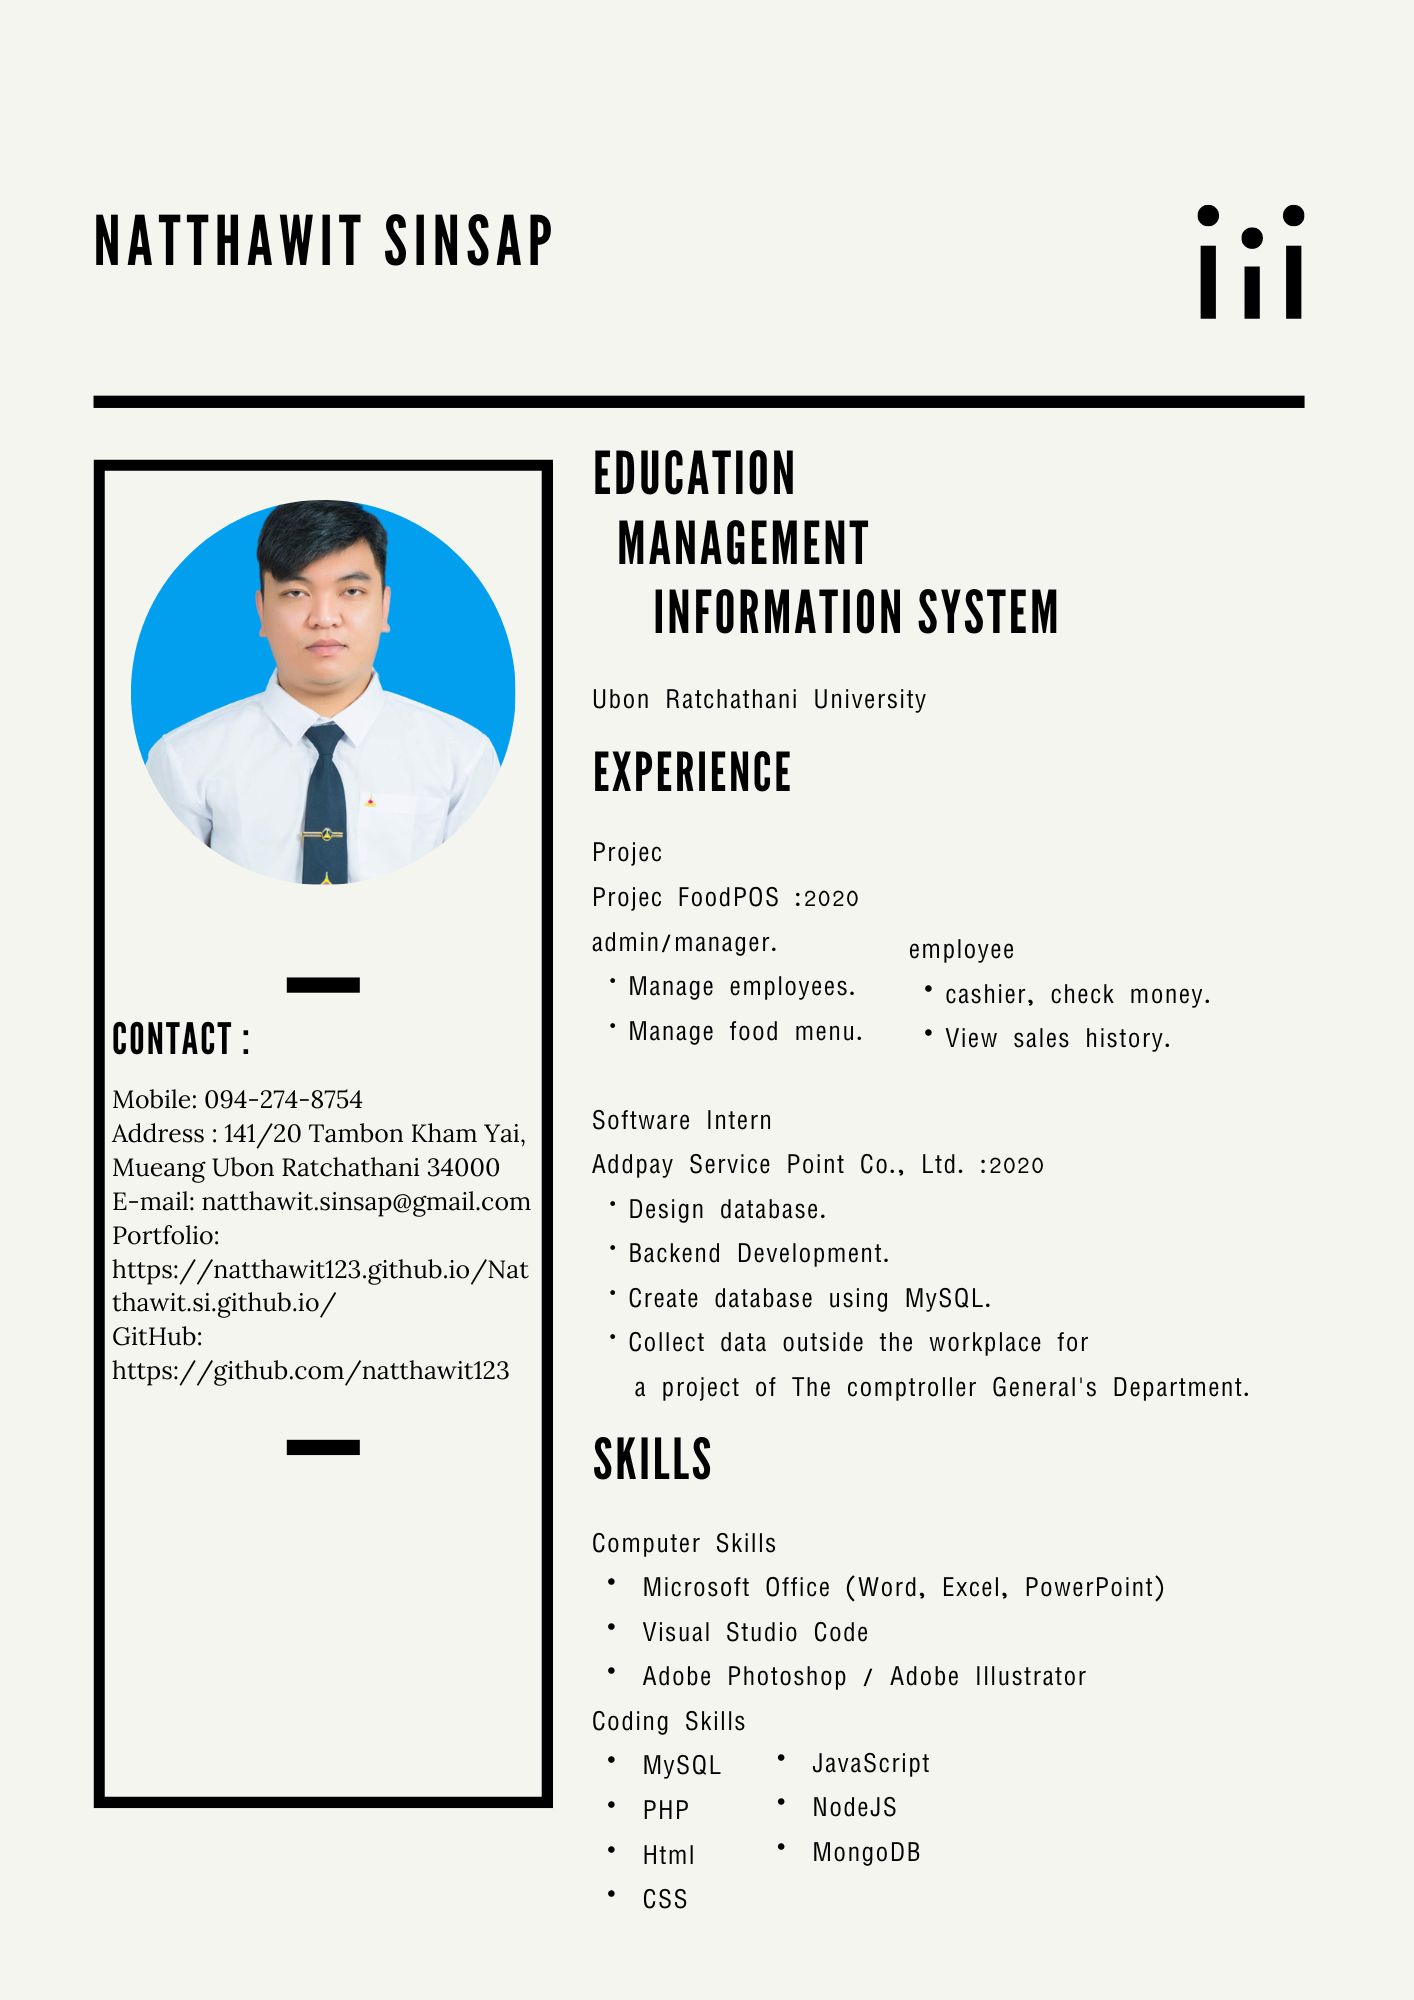 NATTHAWIT SINSAP
CONTACT :
Mobile: 094-274-8754
Address : 141/20 Tambon Kham Yai,
Mueang Ubon Ratchathani 34000
E-mail: natthawit.sinsap@gmail.com
Portfolio:
https://natthawit123.github.io/Nat
thawit.si.github.io/
GitHub:
https://github.com/natthawit123
EDUCATION
MANAGEMENT
INFORMATION SYSTEM
Ubon Ratchathani University
EXPERIENCE
Projec
Projec FoodPOS :2020
admin/manager.
• Manage employees.
• Manage food menu.
employee
• cashier, check money.
• View sales history.
Software Intern
Addpay Service Point Co., Ltd. :2020
• Design database.
• Backend Development.
• Create database using MySQL.
• Collect data outside the workplace for
a project of The comptroller General's Department.
SKILLS
Computer Skills
• Microsoft Office (Word, Excel, PowerPoint)
• Visual Studio Code
• Adobe Photoshop / Adobe Illustrator
Coding Skills
• MySQL
• PHP
• Html
• CSS
• JavaScript
• NodeJS
• MongoDB